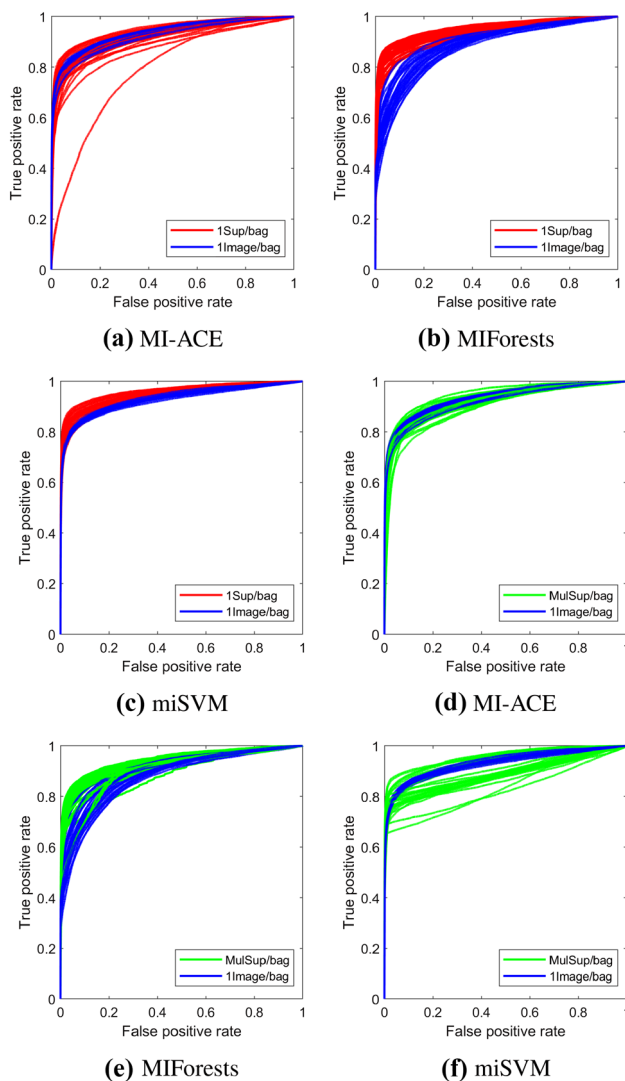 1
0.8
0.6
0.4
0.2
0
True positive rate
0 0.2 0.4 0.6 0.8 1
False positive rate
1Sup/bag
1Image/bag
(a) MI-ACE
1
0.8
0.6
0.4
0.2
0
True positive rate
0 0.2 0.4 0.6 0.8 1
False positive rate
1Sup/bag
1Image/bag
(b) MIForests
1
0.8
0.6
0.4
0.2
0
True positive rate
0 0.2 0.4 0.6 0.8 1
False positive rate
1Sup/bag
1Image/bag
(c) miSVM
1
0.8
0.6
0.4
0.2
0
True positive rate
0 0.2 0.4 0.6 0.8 1
False positive rate
MulSup/bag
1Image/bag
(d) MI-ACE
1
0.8
0.6
0.4
0.2
0
True positive rate
0 0.2 0.4 0.6 0.8 1
False positive rate
MulSup/bag
1Image/bag
(e) MIForests
1
0.8
0.6
0.4
0.2
0
True positive rate
0 0.2 0.4 0.6 0.8 1
False positive rate
MulSup/bag
1Image/bag
(f) miSVM